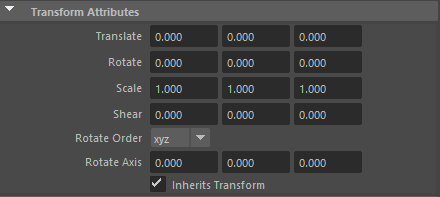 Transform Attributes
Translate 0.000 0.000 0.000
Rotate 0.000 0.000 0.000
Scale 1.000 1.000 1.000
Shear 0.000 0.000 0.000
Rotate Order xyz
Rotate Axis 0.000 0.000 0.000
Inherits Transform